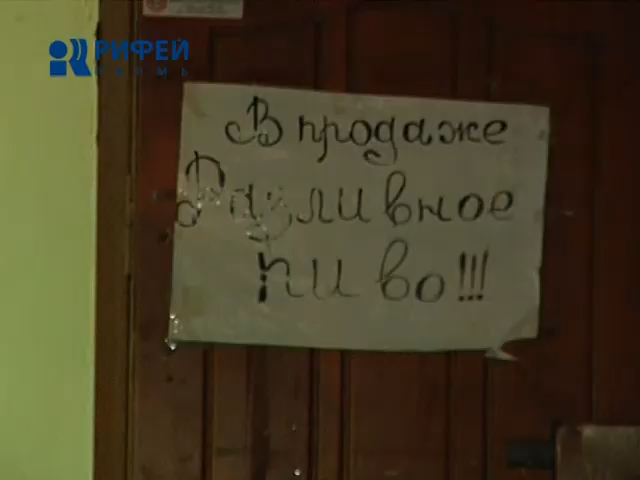 РИФЕЙ
ПЕРМЬ
В продаже
Разливное
пиво!!!